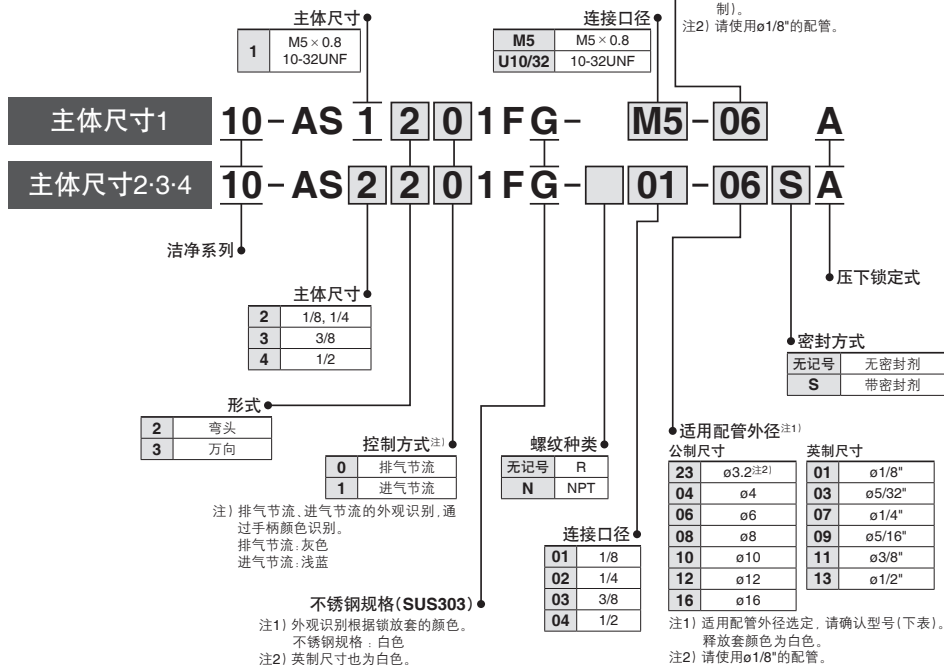 制)。
注2) 请使用ø1/8"的配管。
主体尺寸
1 M5×0.8
10-32UNF
连接口径
M5 M5×0.8
U10/32 10-32UNF
主体尺寸1 10-AS 1 2 0 1 F G- M5-06 A
主体尺寸2·3·4 10-AS 2 2 0 1 F G- 01-06 S A
洁净系列
压下锁定式
主体尺寸
2 1/8, 1/4
3 3/8
4 1/2
密封方式
无记号 无密封剂
S 带密封剂
形式
2 弯头
3 万向
控制方式注)
0 排气节流
1 进气节流
注) 排气节流、进气节流的外观识别,通
过手柄颜色识别。
排气节流:灰色
进气节流:浅蓝
螺纹种类
无记号 R
N NPT
连接口径
01 1/8
02 1/4
03 3/8
04 1/2
适用配管外径注1)
公制尺寸
23 ø3.2注2)
04 ø4
06 ø6
08 ø8
10 ø10
12 ø12
16 ø16
英制尺寸
01 ø1/8"
03 ø5/32"
07 ø1/4"
09 ø5/16"
11 ø3/8"
13 ø1/2"
注1) 适用配管外径选定, 请确认型号(下表)。
释放套颜色为白色。
注2) 请使用ø1/8"的配管。
不锈钢规格(SUS303)
注1) 外观识别根据锁放套的颜色。
不锈钢规格 : 白色
注2) 英制尺寸也为白色。